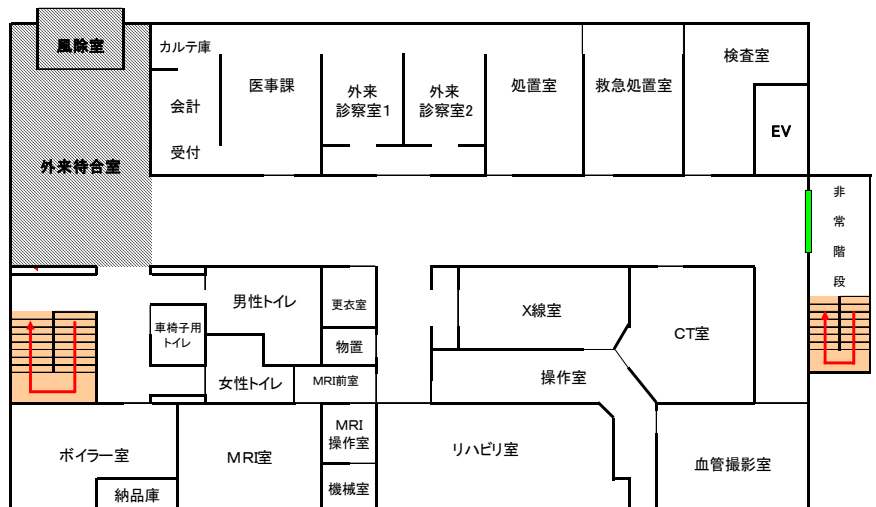 風除室
カルテ庫
検査室
医事課
外来
診察室1
外来
診察室2
処置室
救急処置室
会計
EV
受付
外来待合室
非常階段
男性トイレ
更衣室
X線室
CT室
車椅子用
トイレ
物置
女性トイレ
MRI前室
操作室
ボイラー室
MRI室
MRI
操作室
リハビリ室
血管撮影室
納品庫
機械室